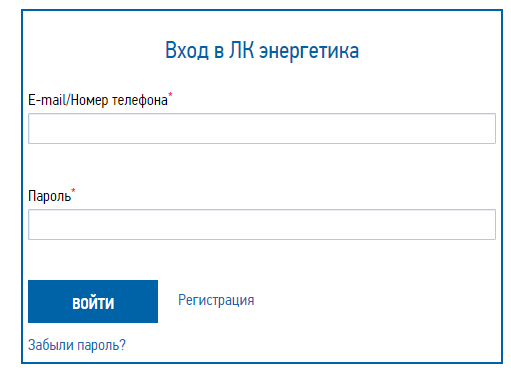 Вход в ЛК энергетика
E-mail/Номер телефона*
Пароль*
ВОЙТИ Регистрация
Забыли пароль?